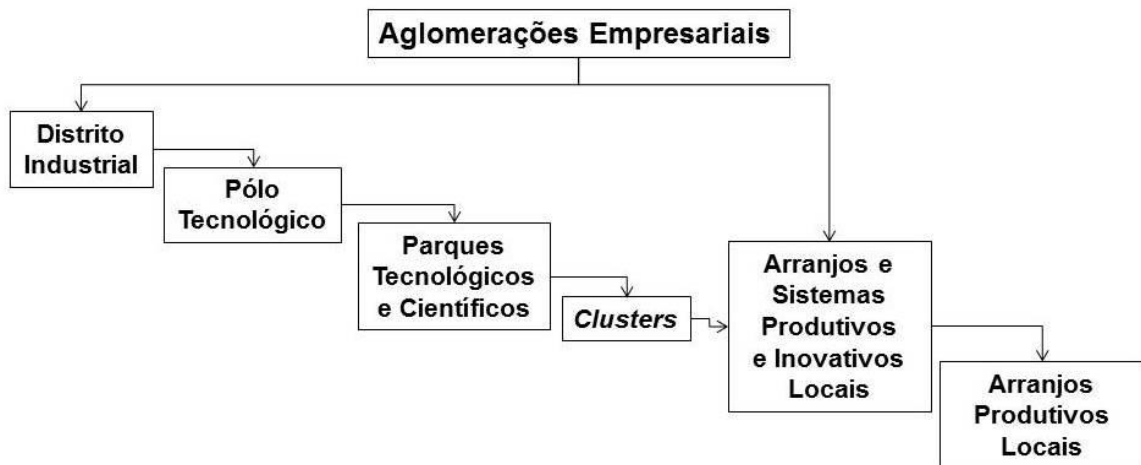 Aglomerações Empresariais
Distrito
Industrial
Pólo
Tecnológico
Parques
Tecnológicos
e Científicos
Clusters
Arranjos e
Sistemas
Produtivos
e Inovativos
Locais
Arranjos
Produtivos
Locais